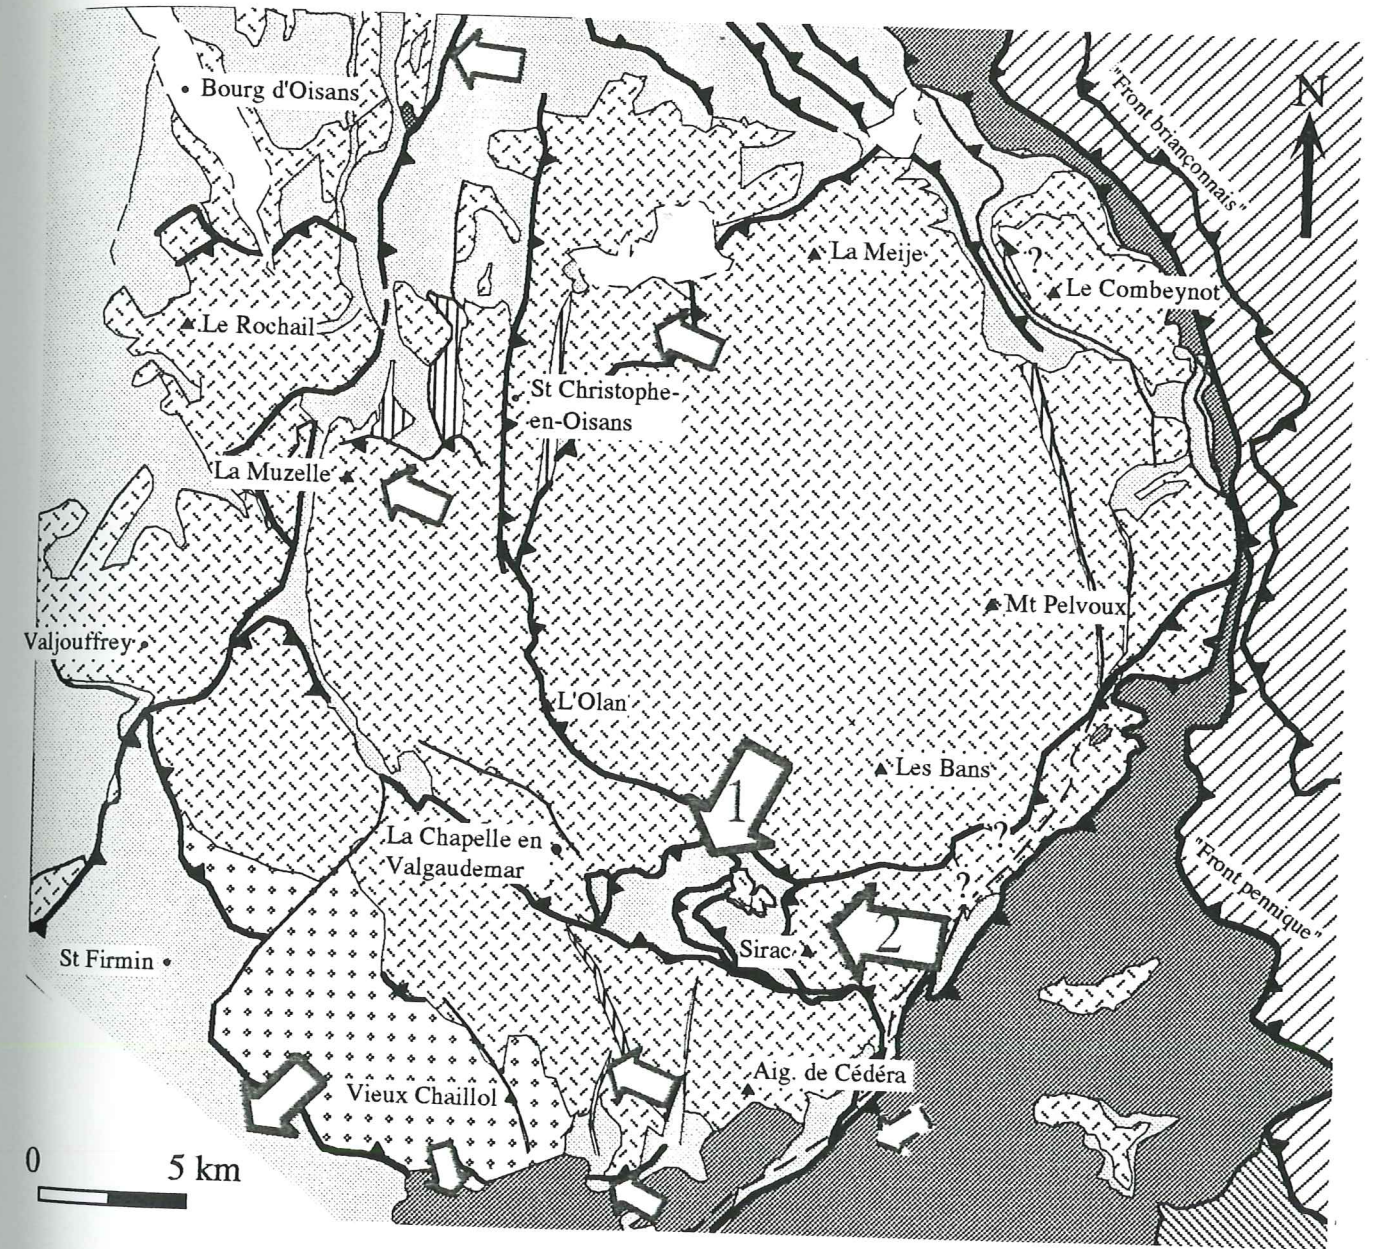 Bourg d'Oisans
N
"Front briançonnais"
La Meije
?
Le Combeynot
Le Rochail
St Christophe-
en-Oisans
La Muzelle
Mt Pelvoux
Valjouffrey
L'Olan
Les Bans
1
?
La Chapelle en
Valgaudemar
?
"Front pennique"
2
Sirac
St Firmin
Aig. de Cédéra
Vieux Chaillol
0
5 km